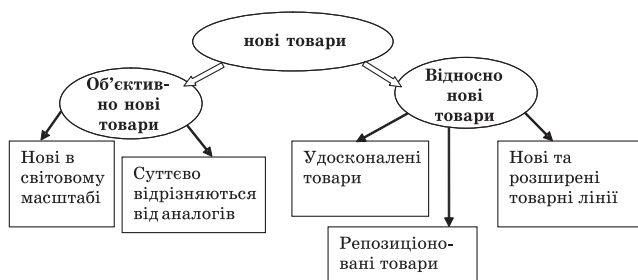 нові товари
Об’єктив-
но нові
товари
Відносно
нові
товари
Нові в
світовому
масштабі
Суттєво
відрізняються
від аналогів
Удосконалені
товари
Репозиціоно-
вані товари
Нові та
розширені
товарні лінії